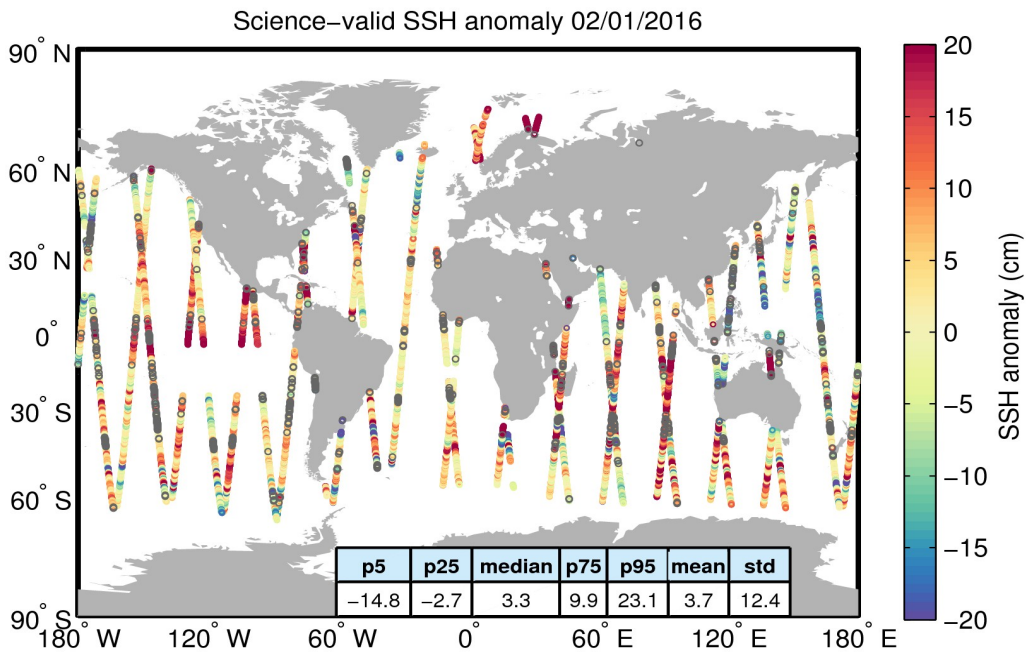 Science−valid SSH anomaly 02/01/2016
90° N
60° N
30° N
0°
30° S
60° S
90° S
180° W
120° W
60° W
0°
60° E
120° E
180° E
p5 p25 median p75 p95 mean std
−14.8 −2.7 3.3 9.9 23.1 3.7 12.4
20
15
10
5
0
−5
−10
−15
−20
SSH anomaly (cm)